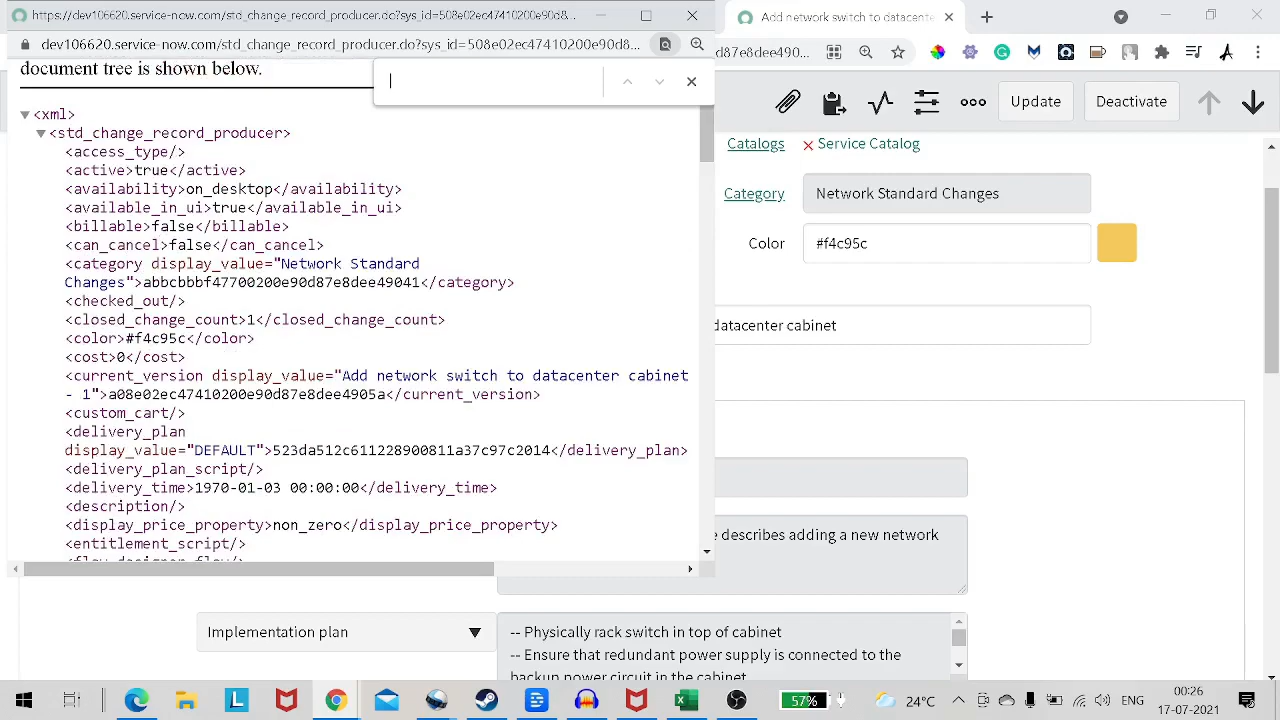 https://dev106620.service-now.com/std_change_record_producer.do?sys_id=508e02ec47410200e90d8...
dev106620.service-now.com/std_change_record_producer.do?sys_id=508e02ec47410200e90d8...
document tree is shown below.
<xml>
<std_change_record_producer>
<access_type/>
<active>true</active>
<availability>on_desktop</availability>
<available_in_ui>true</available_in_ui>
<billable>false</billable>
<can_cancel>false</can_cancel>
<category display_value="Network Standard
Changes">abbcbbbf47700200e90d87e8dee49041</category>
<checked_out/>
<closed_change_count>1</closed_change_count>
<color>#f4c95c</color>
<cost>0</cost>
<current_version display_value="Add network switch to datacenter cabinet
- 1">a08e02ec47410200e90d87e8dee4905a</current_version>
<custom_cart/>
<delivery_plan
display_value="DEFAULT">523da512c611228900811a37c97c2014</delivery_plan>
<delivery_plan_script/>
<delivery_time>1970-01-03 00:00:00</delivery_time>
<description/>
<display_price_property>non_zero</display_price_property>
<entitlement_script/>
Add network switch to datacente
d87e8dee490...
Update
Deactivate
Catalogs
Service Catalog
Category
Network Standard Changes
Color
#f4c95c
datacenter cabinet
e describes adding a new network
Implementation plan
-- Physically rack switch in top of cabinet
-- Ensure that redundant power supply is connected to the
backup power circuit in the cabinet
57%
24°C
ENG
00:26
17-07-2021